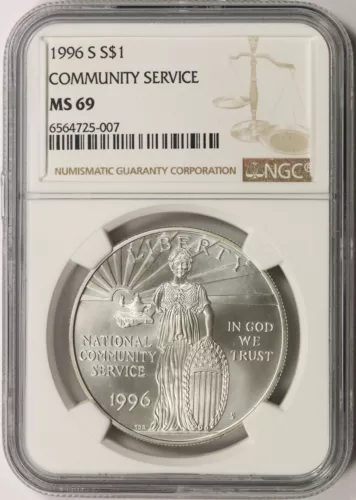 1996 S S$1
COMMUNITY SERVICE
MS 69
6564725-007
NUMISMATIC GUARANTY CORPORATION
NGC
LIBERTY
NATIONAL
COMMUNITY
SERVICE
1996
IN GOD
WE
TRUST
S